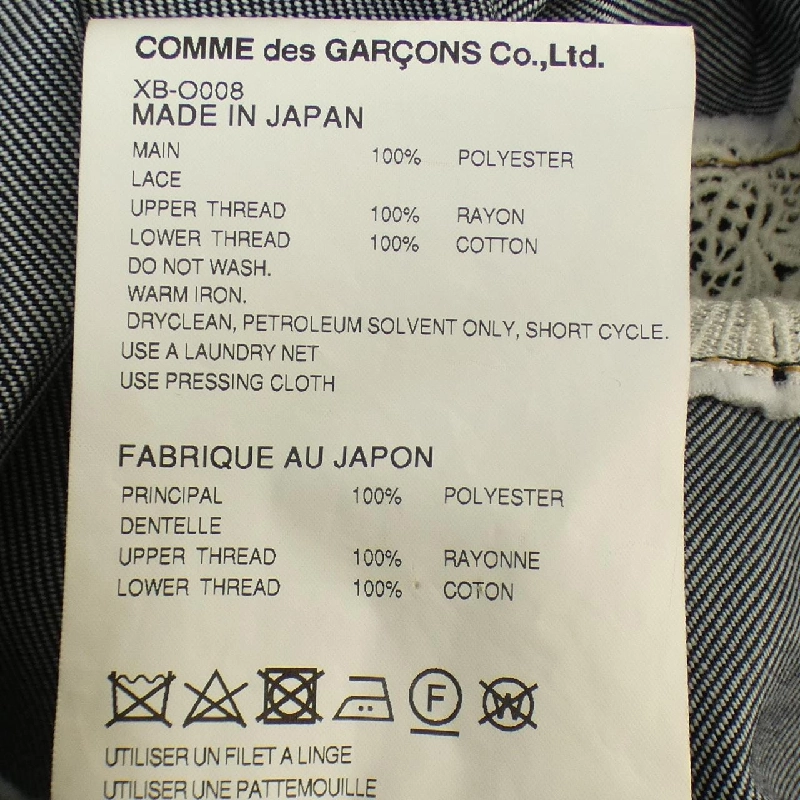 COMME des GARÇONS Co.,Ltd.
XB-O008
MADE IN JAPAN
MAIN 100% POLYESTER
LACE
UPPER THREAD 100% RAYON
LOWER THREAD 100% COTTON
DO NOT WASH.
WARM IRON.
DRYCLEAN, PETROLEUM SOLVENT ONLY, SHORT CYCLE.
USE A LAUNDRY NET
USE PRESSING CLOTH
FABRIQUE AU JAPON
PRINCIPAL 100% POLYESTER
DENTELLE
UPPER THREAD 100% RAYONNE
LOWER THREAD 100% COTON
F W
UTILISER UN FILET A LINGE
UTILISER UNE PATTEMOUILLE